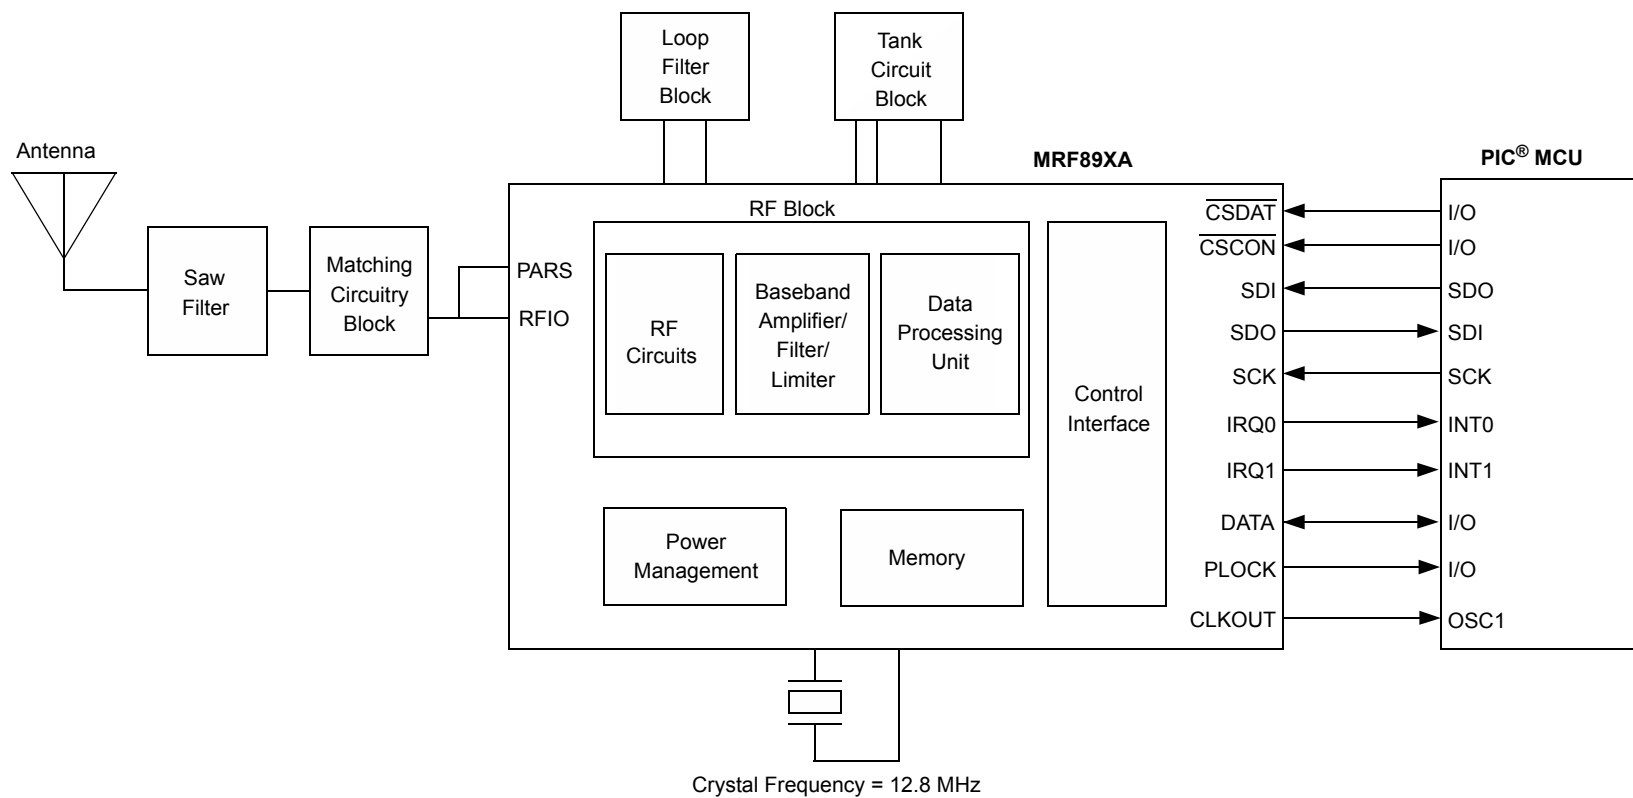 Loop
Filter
Block
Tank
Circuit
Block
Antenna
MRF89XA
PIC® MCU
Saw
Filter
Matching
Circuitry
Block
PARS
RFIO
RF Block
RF
Circuits
Baseband
Amplifier/
Filter/
Limiter
Data
Processing
Unit
Control
Interface
Power
Management
Memory
CSDAT
CSCON
SDI
SDO
SCK
IRQ0
IRQ1
DATA
PLOCK
CLKOUT
I/O
I/O
SDO
SDI
SCK
INT0
INT1
I/O
I/O
OSC1
Crystal Frequency = 12.8 MHz